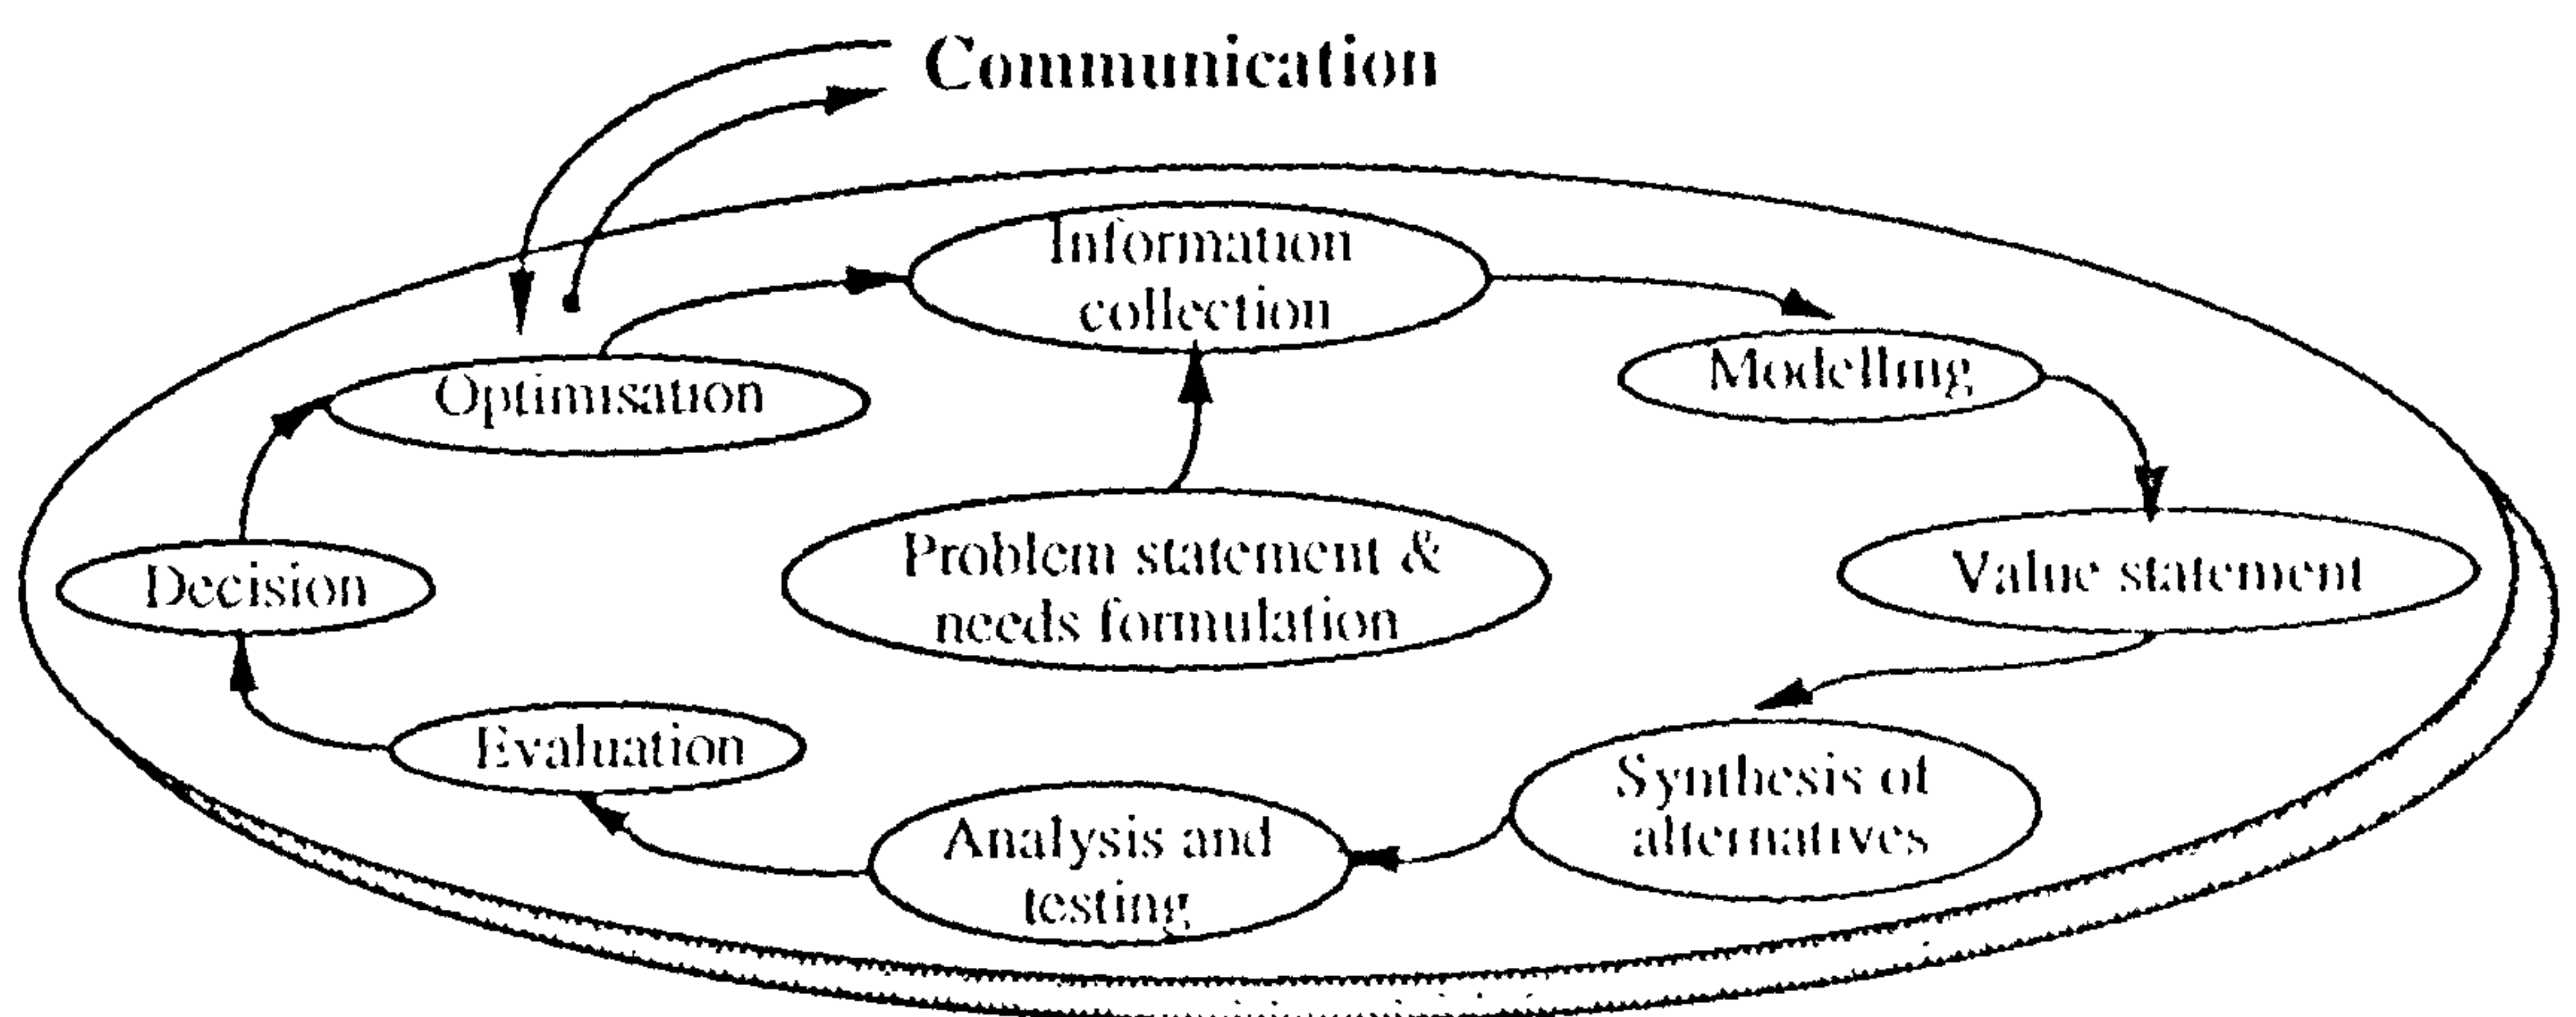 Communication
Information
collection
Modelling
Optimisation
Value statement
Problem statement &
needs formulation
Decision
Evaluation
Synthesis of
alternatives
Analysis and
testing